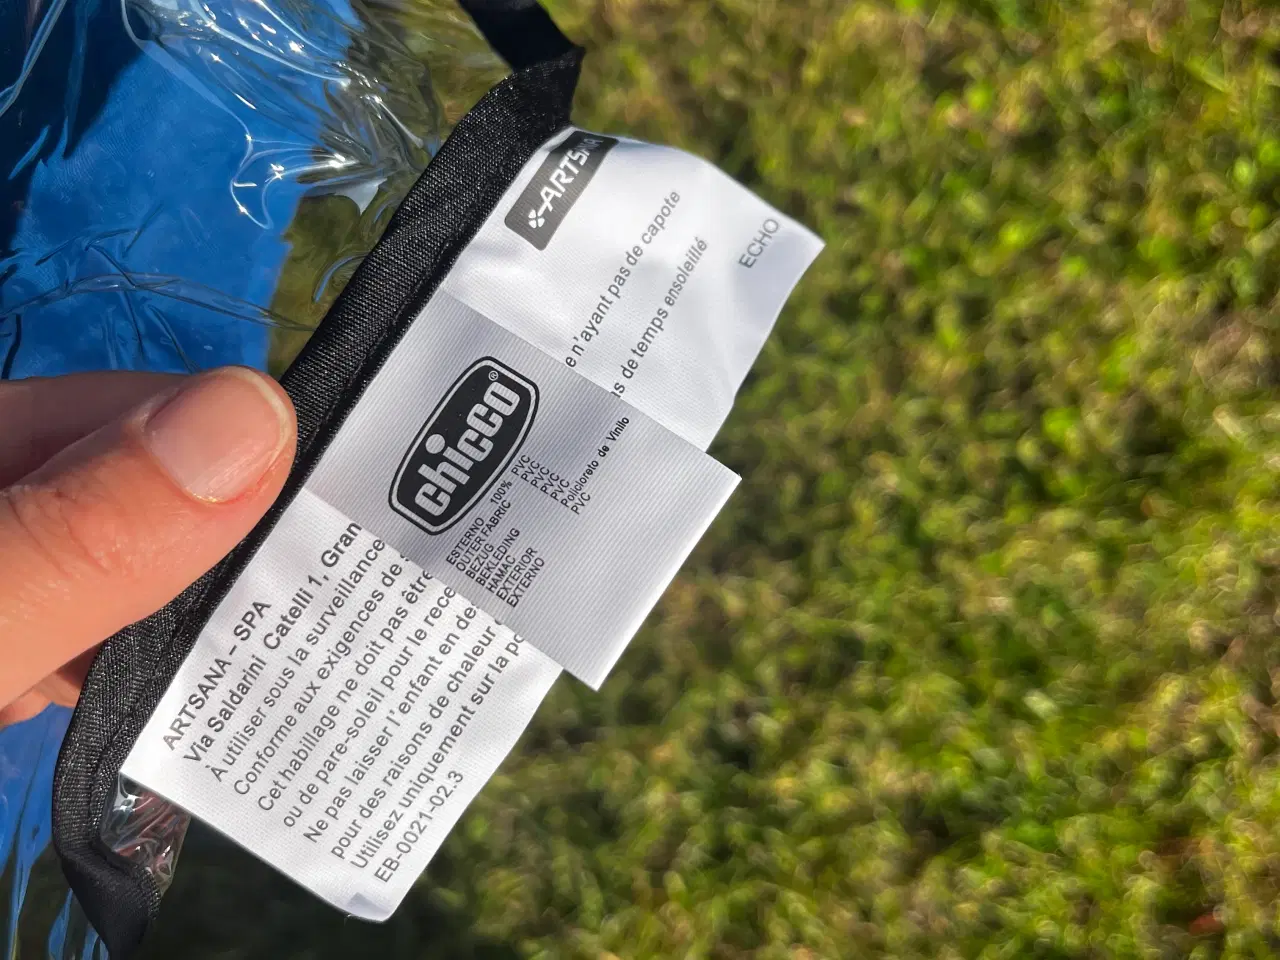 ARTSANA
ECHO
chicco®
ESTERNO 100% PVC
OUTER FABRIC PVC
BEZUG PVC
BEKLEDING PVC
HAMAC PVC
EXTERIOR Policloreto de Vinilo
ESTERNO PVC
ARTSANA – SPA
Via Saldarini Catelli 1, Gran
A utiliser sous la surveillance
Conforme aux exigences de
Cet habillage ne doit pas être e n'ayant pas de capote
ou de pare-soleil pour le rece
Ne pas laisser l'enfant en de s de temps ensoleillé
pour des raisons de chaleur
Utilisez uniquement sur la po
EB-0021-02.3